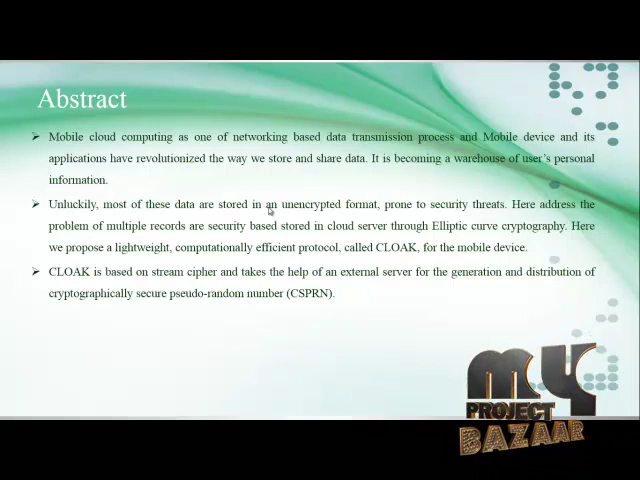 Abstract
➢ Mobile cloud computing as one of networking based data transmission process and Mobile device and its
applications have revolutionized the way we store and share data. It is becoming a warehouse of user's personal
information.
➢ Unluckily, most of these data are stored in an unencrypted format, prone to security threats. Here address the
problem of multiple records are security based stored in cloud server through Elliptic curve cryptography. Here
we propose a lightweight, computationally efficient protocol, called CLOAK, for the mobile device.
➢ CLOAK is based on stream cipher and takes the help of an external server for the generation and distribution of
cryptographically secure pseudo-random number (CSPRN).
MY
PROJECT
BAZAAR